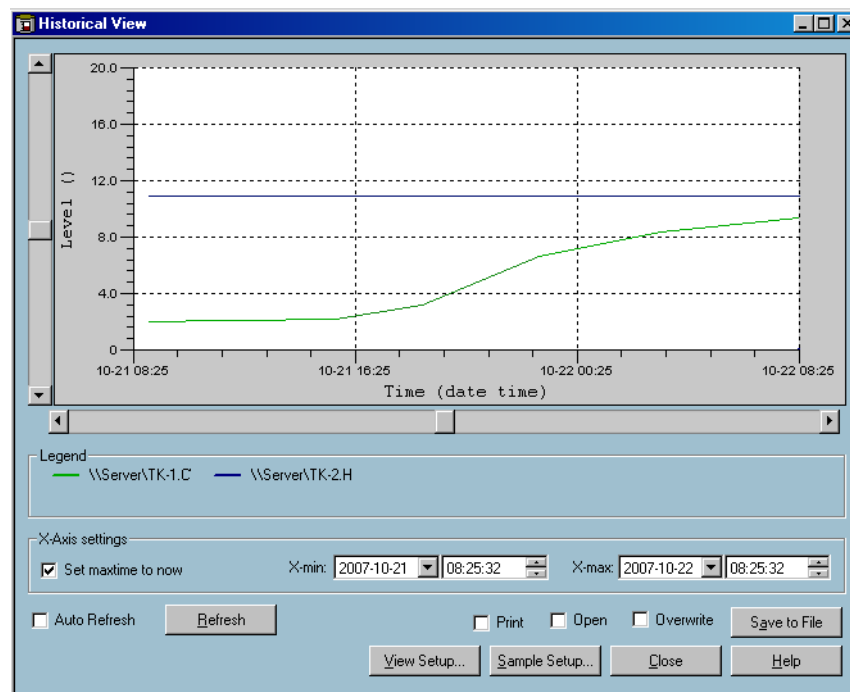 Historical View
20.0
16.0
12.0
8.0
4.0
0
Level ()
10-21 08:25 10-21 16:25 10-22 00:25 10-22 08:25
Time (date time)
Legend
\\Server\TK-1.C \\Server\TK-2.H
X-Axis settings
Set maxtime to now X-min: 2007-10-21 08:25:32 X-max: 2007-10-22 08:25:32
Auto Refresh Refresh Print Open Overwrite Save to File
View Setup... Sample Setup... Close Help